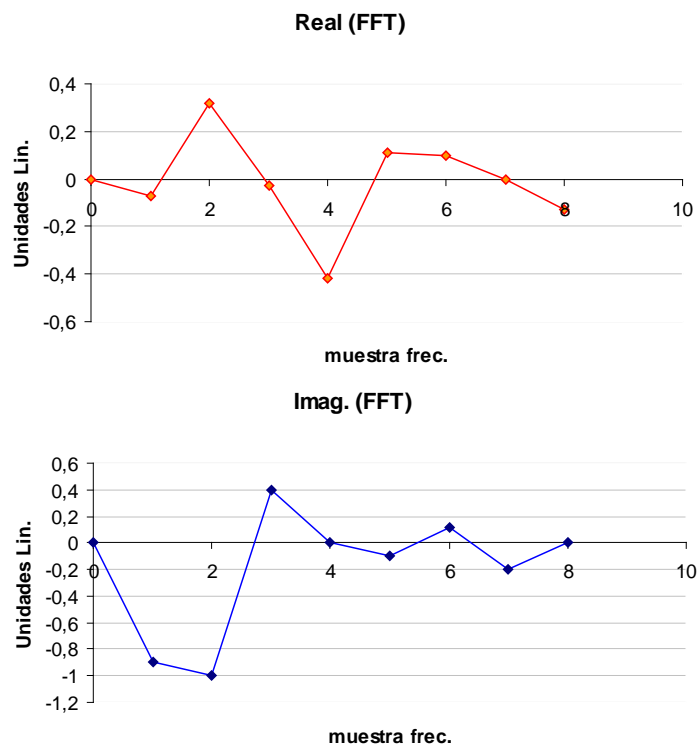 Real (FFT)
0,4
0,2
0
-0,2
-0,4
-0,6
0 2 4 6 8 10
Unidades Lin.
muestra frec.
Imag. (FFT)
0,6
0,4
0,2
0
-0,2
-0,4
-0,6
-0,8
-1
-1,2
0 2 4 6 8 10
Unidades Lin.
muestra frec.